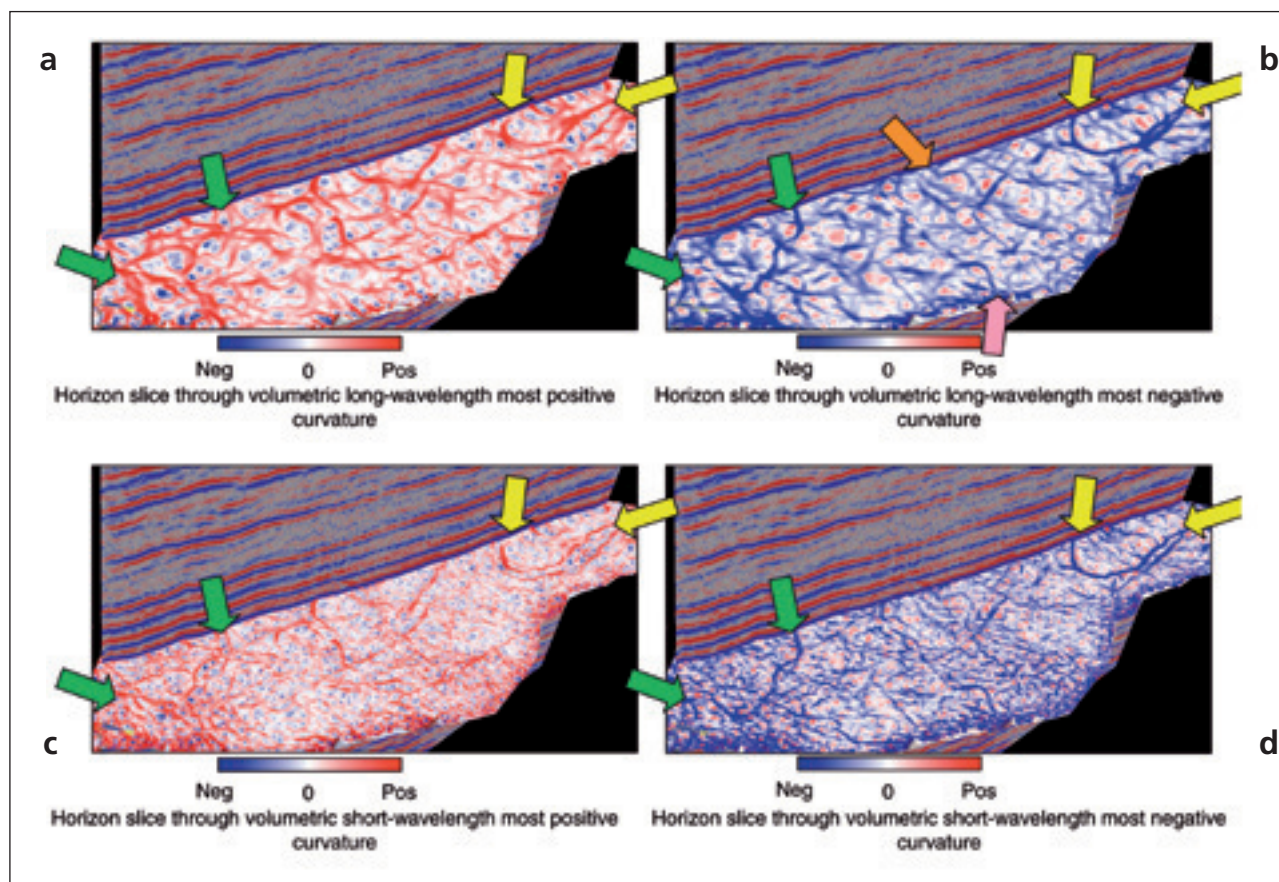 a
b
Neg 0 Pos
Horizon slice through volumetric long-wavelength most positive
curvature
Neg 0 Pos
Horizon slice through volumetric long-wavelength most negative
curvature
c
d
Neg 0 Pos
Horizon slice through volumetric short-wavelength most positive
curvature
Neg 0 Pos
Horizon slice through volumetric short-wavelength most negative
curvature